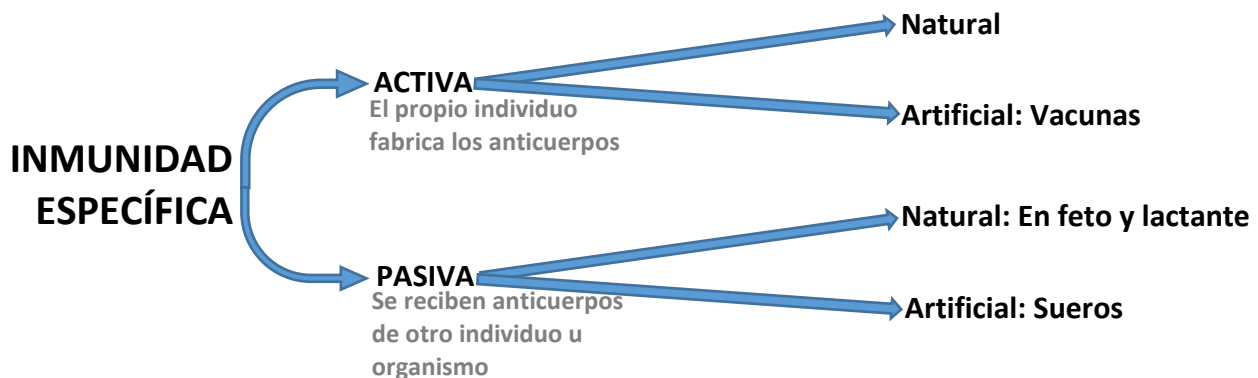 INMUNIDAD
ESPECÍFICA
ACTIVA
El propio individuo
fabrica los anticuerpos
Natural
Artificial: Vacunas
PASIVA
Se reciben anticuerpos
de otro individuo u
organismo
Natural: En feto y lactante
Artificial: Sueros